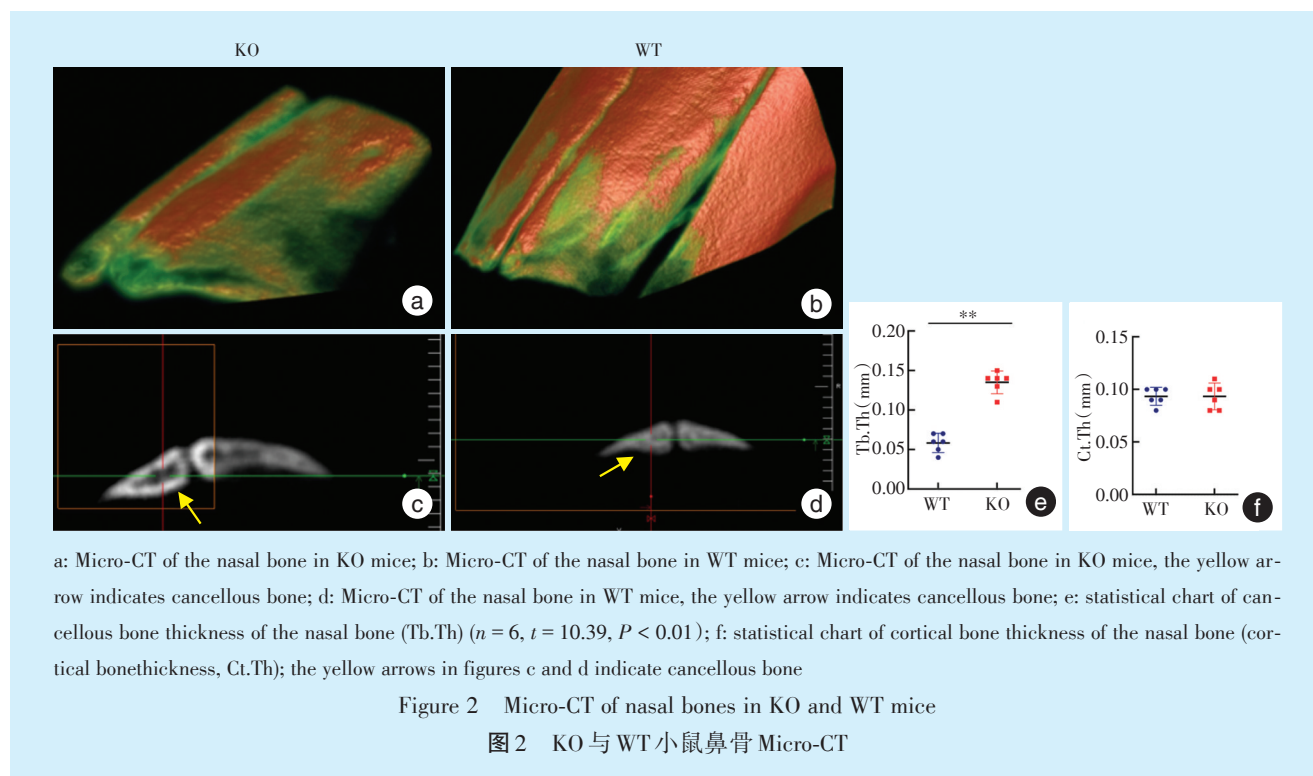 KO
WT
a
b
c
d
**
0.20
0.15
0.10
0.05
0.00
Tb.Th（mm）
WT
KO
e
0.15
0.10
0.05
0.00
Ct.Th（mm）
WT
KO
f
a: Micro-CT of the nasal bone in KO mice; b: Micro-CT of the nasal bone in WT mice; c: Micro-CT of the nasal bone in KO mice, the yellow ar-
row indicates cancellous bone; d: Micro-CT of the nasal bone in WT mice, the yellow arrow indicates cancellous bone; e: statistical chart of can-
cellous bone thickness of the nasal bone (Tb.Th) (n = 6, t = 10.39, P < 0.01); f: statistical chart of cortical bone thickness of the nasal bone (cor-
tical bonethickness, Ct.Th); the yellow arrows in figures c and d indicate cancellous bone
Figure 2 Micro-CT of nasal bones in KO and WT mice
图2 KO与WT小鼠鼻骨Micro-CT